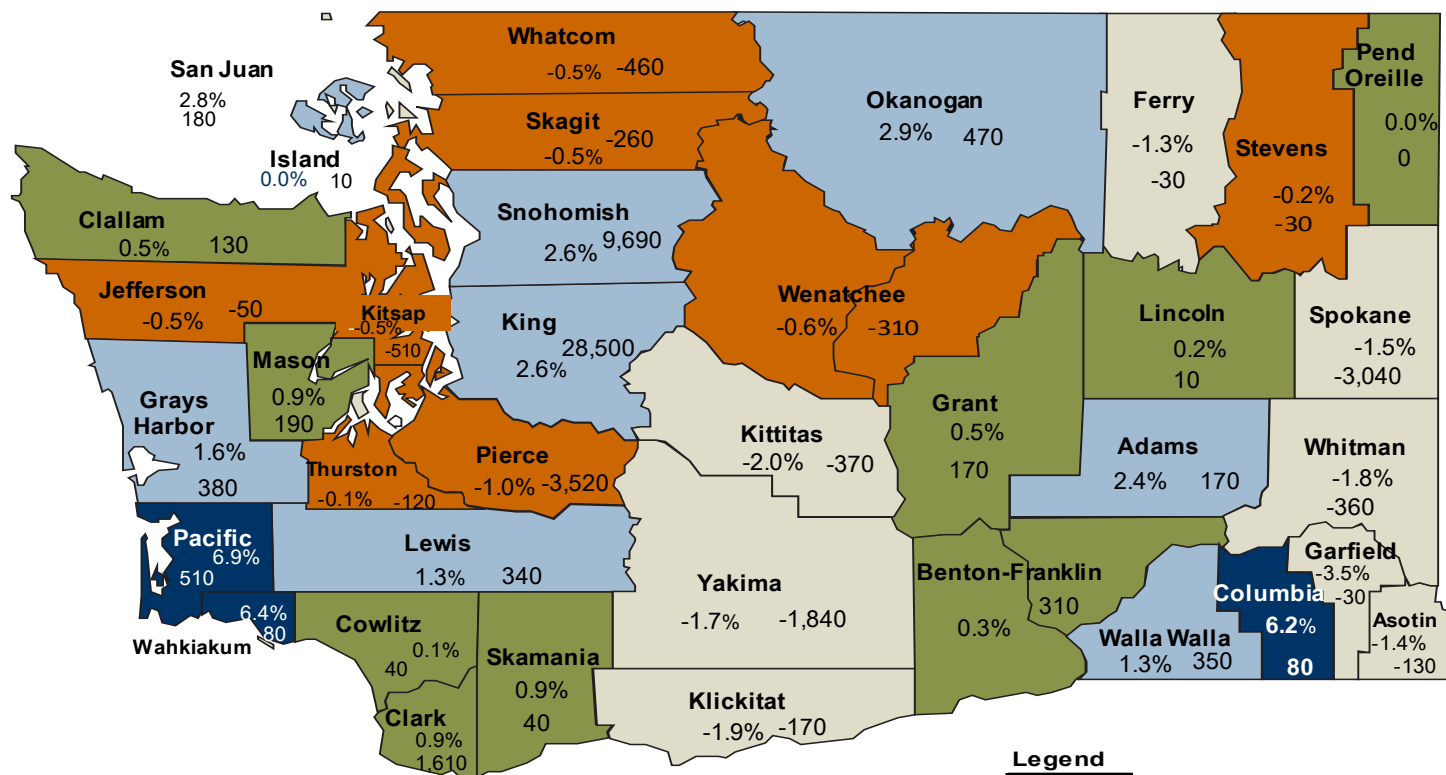 Whatcom
-0.5% -460
San Juan
2.8%
180
Okanogan
2.9% 470
Ferry
-1.3%
-30
Pend
Oreille
0.0%
0
Skagit
-0.5% -260
Stevens
-0.2%
-30
Island
0.0% 10
Clallam
0.5% 130
Snohomish
2.6% 9,690
Jefferson
-0.5% -50
Kitsap
-0.5%
-510
King
28,500
2.6%
Wenatchee
-0.6% -310
Lincoln
0.2%
10
Spokane
-1.5%
-3,040
Mason
0.9%
190
Grays
Harbor
1.6%
380
Grant
0.5%
170
Kittitas
-2.0% -370
Adams
2.4% 170
Whitman
-1.8%
-360
Thurston
-0.1% -120
Pierce
-1.0% -3,520
Pacific
6.9%
510
Lewis
1.3% 340
Yakima
-1.7% -1,840
Benton-Franklin
310
0.3%
Garfield
-3.5%
-30
Columbia
6.2%
80
Asotin
-1.4%
-130
6.4%
80
Wahkiakum
Cowlitz
0.1%
40
Skamania
0.9%
40
Walla Walla
1.3% 350
Klickitat
-1.9% -170
Clark
0.9%
1,610
Legend